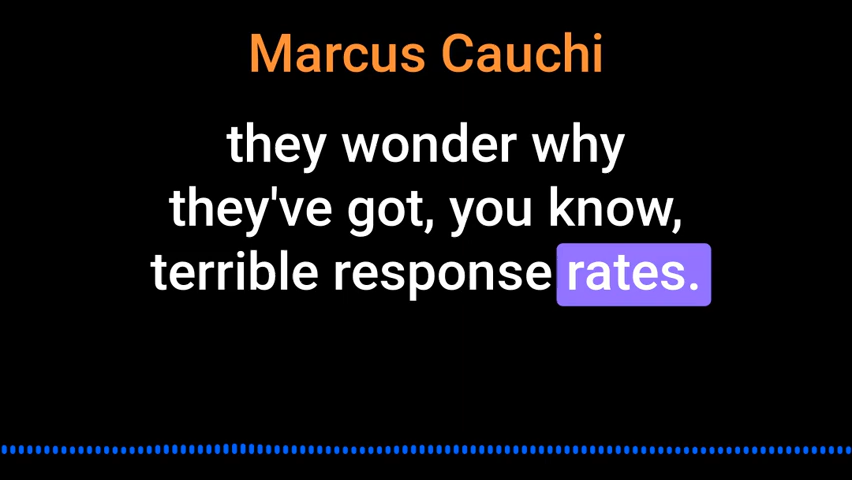 Marcus Cauchi
they wonder why
they've got, you know,
terrible response rates.